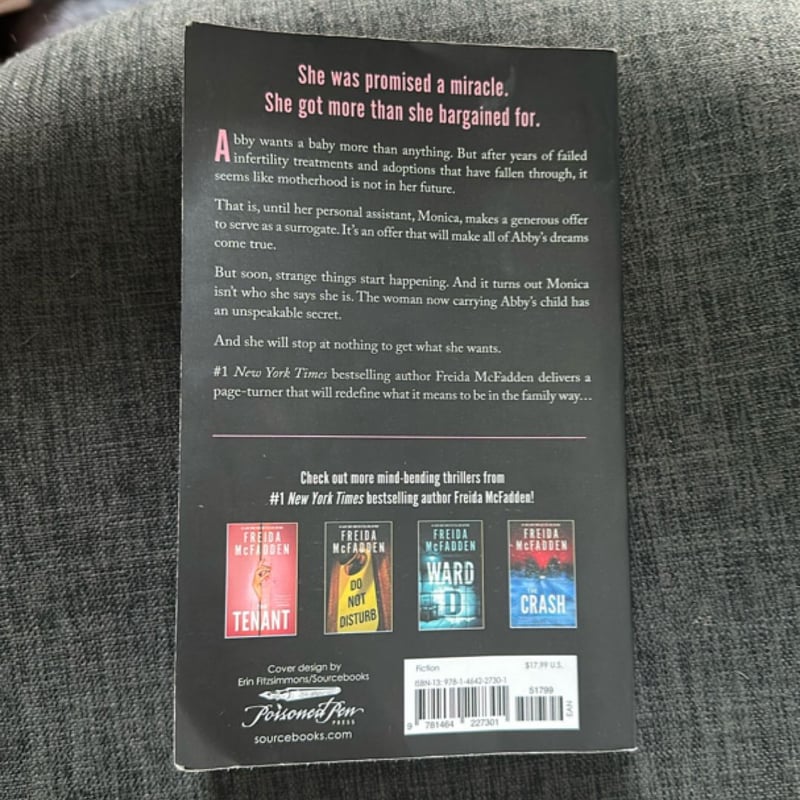 She was promised a miracle.
She got more than she bargained for.
Abby wants a baby more than anything. But after years of failed
infertility treatments and adoptions that have fallen through, it
seems like motherhood is not in her future.
That is, until her personal assistant, Monica, makes a generous offer
to serve as a surrogate. It's an offer that will make all of Abby's dreams
come true.
But soon, strange things start happening. And it turns out Monica
isn't who she says she is. The woman now carrying Abby's child has
an unspeakable secret.
And she will stop at nothing to get what she wants.
#1 New York Times bestselling author Freida McFadden delivers a
page-turner that will redefine what it means to be in the family way...
Check out more mind-bending thrillers from
#1 New York Times bestselling author Freida McFadden!
FREIDA
McFADDEN
THE
TENANT
FREIDA
McFADDEN
DO
NOT
DISTURB
FREIDA
McFADDEN
WARD
D
FREIDA
McFADDEN
THE
CRASH
Cover design by
Erin Fitzsimmons/Sourcebooks
Poisoned Pen
PRESS
sourcebooks.com
Fiction
$17.99 U.S.
ISBN-13: 978-1-4642-2730-1
51799
9 781464 227301
EAN